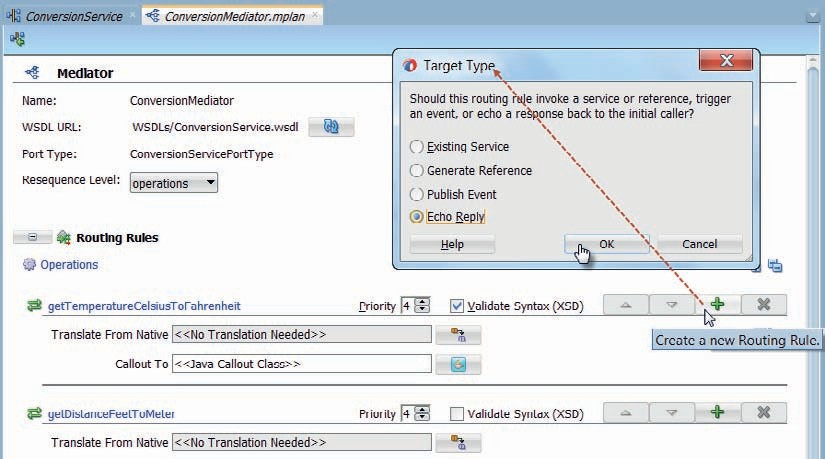 ConversionService
ConversionMediator.mplan
Mediator
Name: ConversionMediator
WSDL URL: WSDLs/ConversionService.wsdl
Port Type: ConversionServicePortType
Resequence Level: operations
Target Type
Should this routing rule invoke a service or reference, trigger
an event, or echo a response back to the initial caller?
Existing Service
Generate Reference
Publish Event
Echo Reply
Help OK Cancel
Routing Rules
Operations
getTemperatureCelsiusToFahrenheit Priority 4 Validate Syntax (XSD)
Translate From Native <<No Translation Needed>>
Create a new Routing Rule.
Callout To <<Java Callout Class>>
getDistanceFeetToMeter Priority 4 Validate Syntax (XSD)
Translate From Native <<No Translation Needed>>